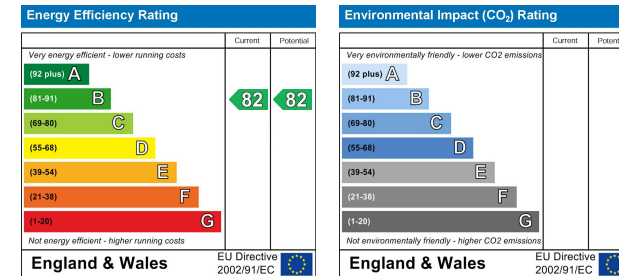 Energy Efficiency Rating
Current Potential
Very energy efficient - lower running costs
(92 plus) A
(81-91) B
82 82
(69-80) C
(55-68) D
(39-54) E
(21-38) F
(1-20) G
Not energy efficient - higher running costs
England & Wales
EU Directive
2002/91/EC
Environmental Impact (CO₂) Rating
Current Potent
Very environmentally friendly - lower CO2 emissions
(92 plus) A
(81-91) B
(69-80) C
(55-68) D
(39-54) E
(21-38) F
(1-20) G
Not environmentally friendly - higher CO2 emissions
England & Wales
EU Directive
2002/91/EC